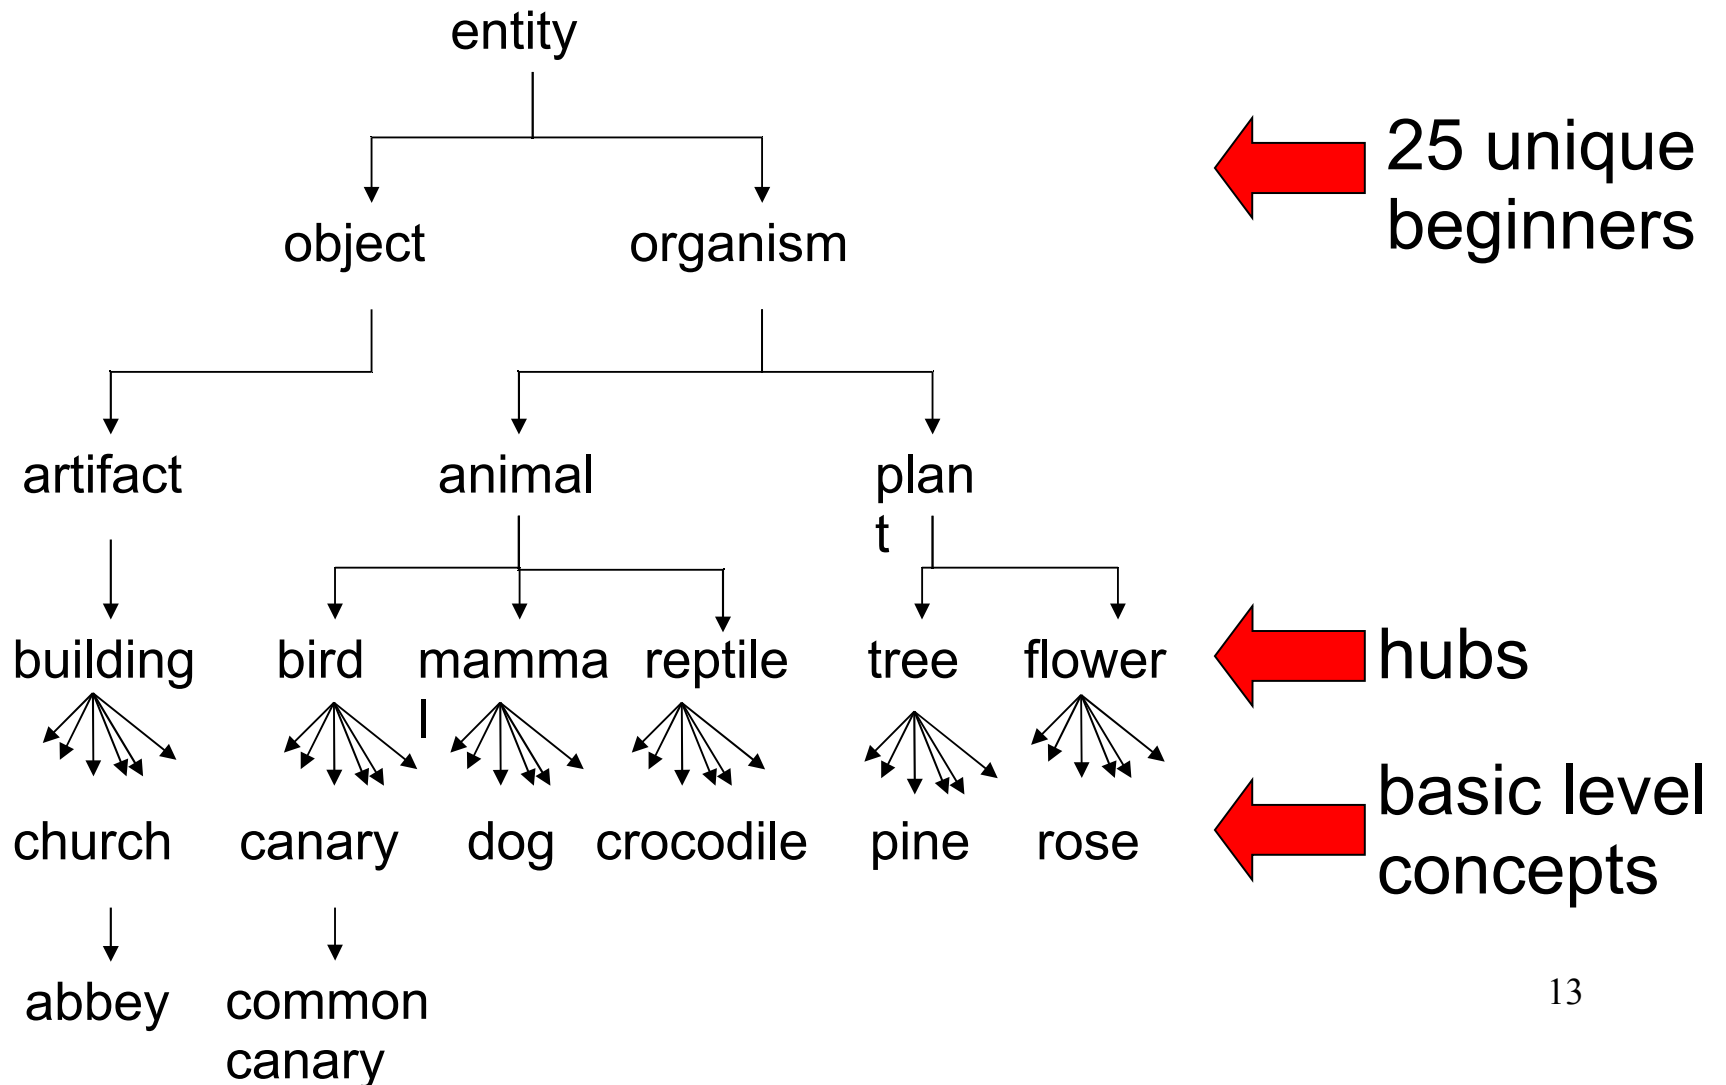 entity
25 unique
beginners
object organism
artifact animal plan
t
building bird mamma reptile tree flower hubs
l
basic level
concepts
church canary dog crocodile pine rose
abbey common
canary
13